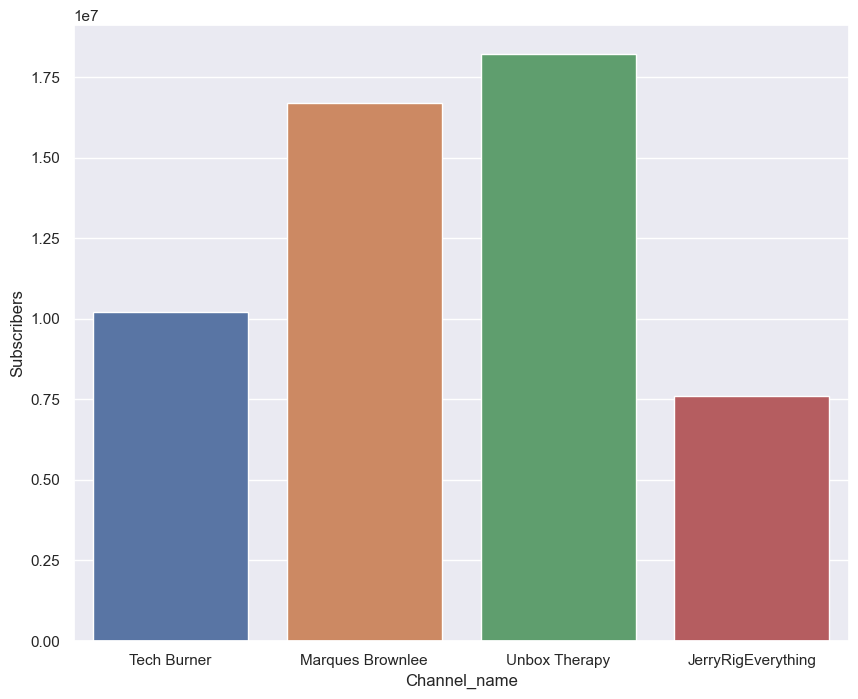 1e7
1.75
1.50
1.25
1.00
0.75
0.50
0.25
0.00
Subscribers
Tech Burner Marques Brownlee Unbox Therapy JerryRigEverything
Channel_name